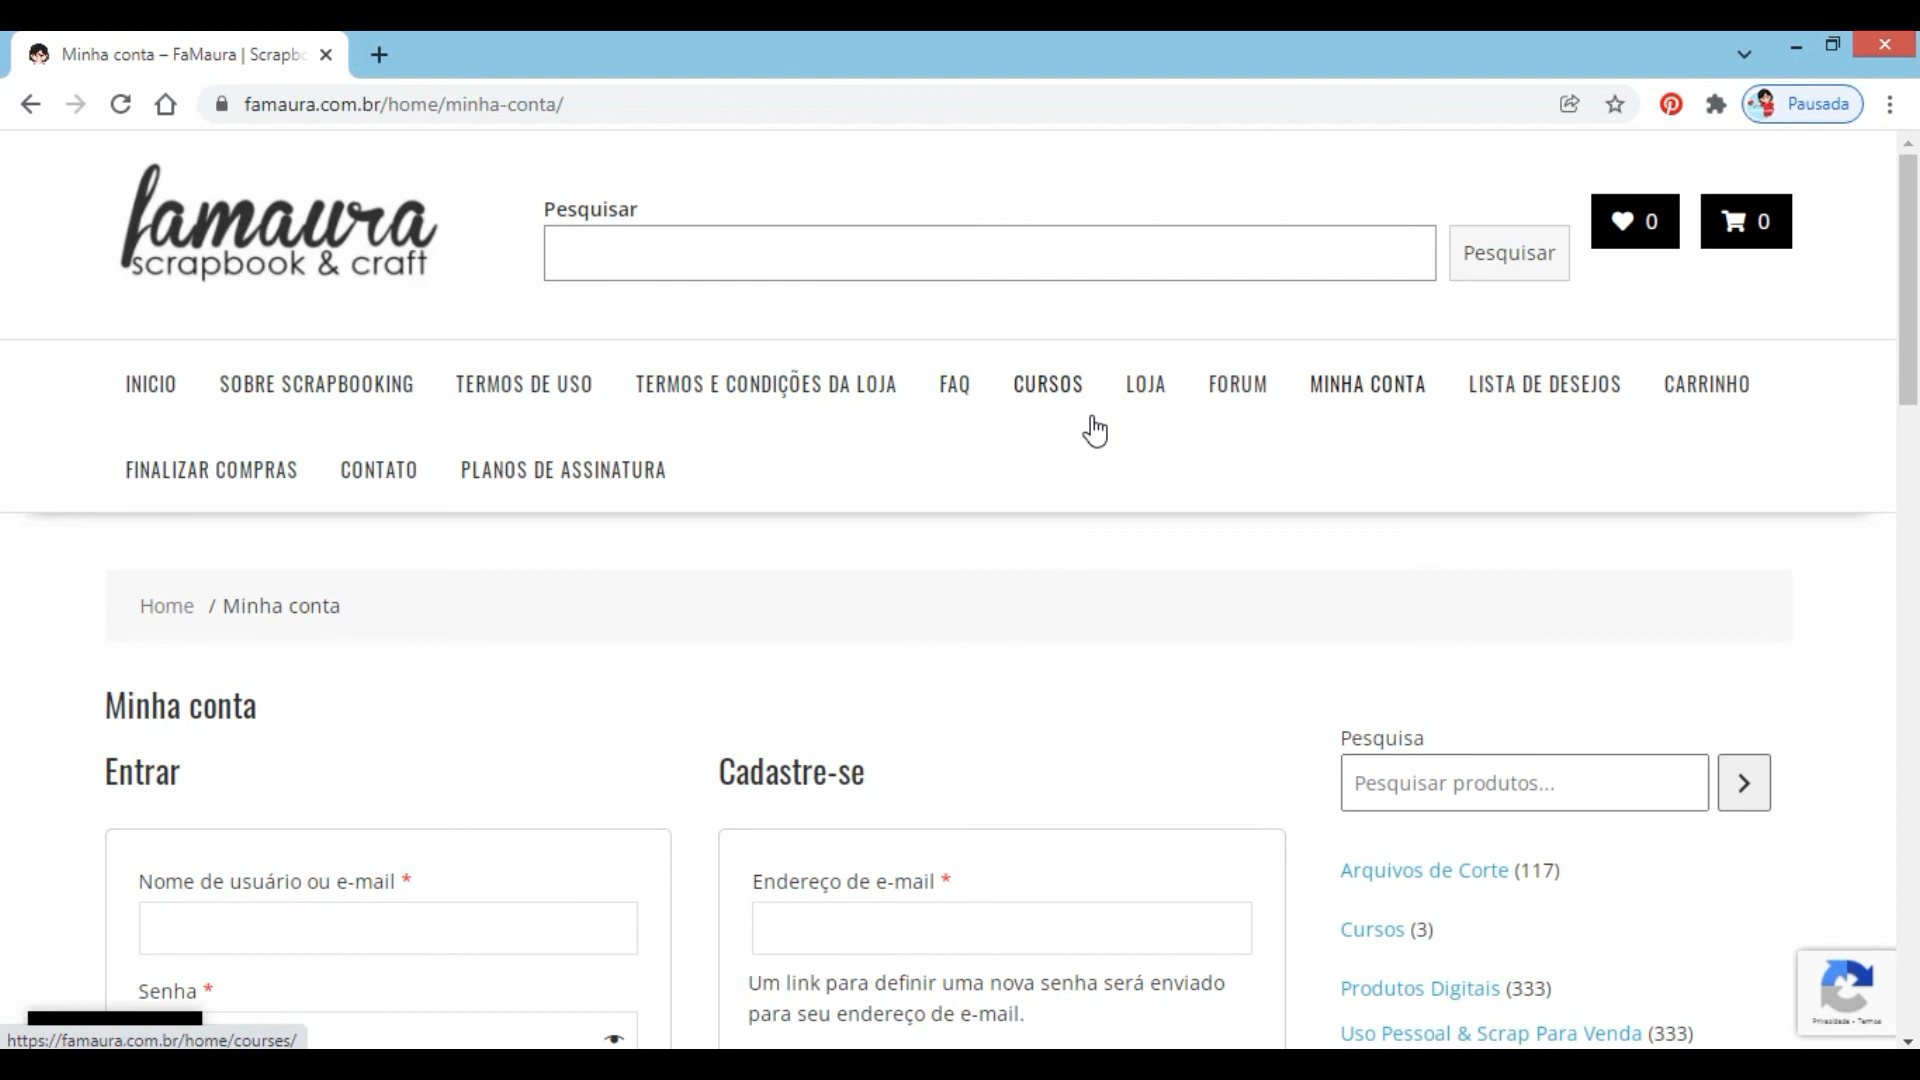 Minha conta – FaMaura | Scrapbo
famaura.com.br/home/minha-conta/
Pausada
famaura
scrapbook & craft
Pesquisar
Pesquisar
0
0
INICIO SOBRE SCRAPBOOKING TERMOS DE USO TERMOS E CONDIÇÕES DA LOJA FAQ CURSOS LOJA FORUM MINHA CONTA LISTA DE DESEJOS CARRINHO
FINALIZAR COMPRAS CONTATO PLANOS DE ASSINATURA
Home / Minha conta
Minha conta
Entrar
Nome de usuário ou e-mail *
Senha *
Cadastre-se
Endereço de e-mail *
Um link para definir uma nova senha será enviado
para seu endereço de e-mail.
Pesquisa
Pesquisar produtos...
Arquivos de Corte (117)
Cursos (3)
Produtos Digitais (333)
Uso Pessoal & Scrap Para Venda (333)
Privacidade - Termos
https://famaura.com.br/home/courses/